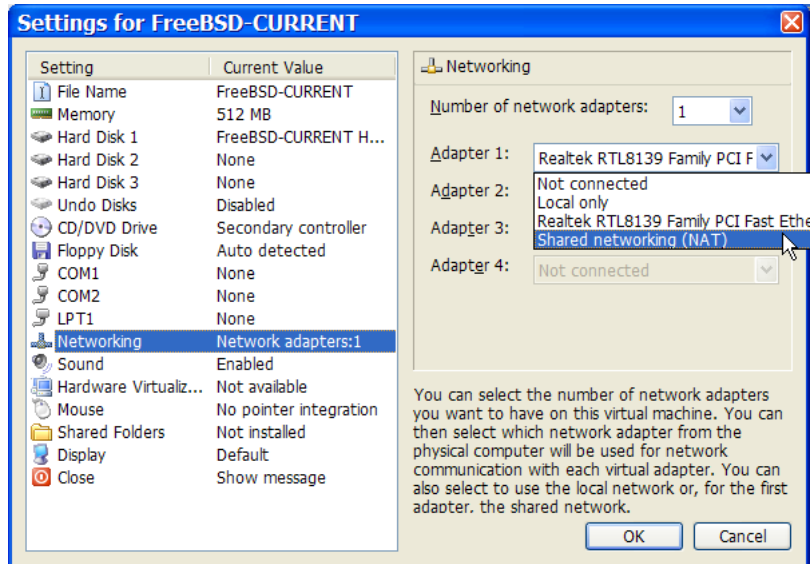 Settings for FreeBSD-CURRENT
Setting Current Value
File Name FreeBSD-CURRENT
Memory 512 MB
Hard Disk 1 FreeBSD-CURRENT H...
Hard Disk 2 None
Hard Disk 3 None
Undo Disks Disabled
CD/DVD Drive Secondary controller
Floppy Disk Auto detected
COM1 None
COM2 None
LPT1 None
Networking Network adapters:1
Sound Enabled
Hardware Virtualiz... Not available
Mouse No pointer integration
Shared Folders Not installed
Display Default
Close Show message
Networking
Number of network adapters: 1
Adapter 1: Realtek RTL8139 Family PCI F
Adapter 2:
Adapter 3:
Adapter 4: Not connected
Not connected
Local only
Realtek RTL8139 Family PCI Fast Ethe
Shared networking (NAT)
You can select the number of network adapters
you want to have on this virtual machine. You can
then select which network adapter from the
physical computer will be used for network
communication with each virtual adapter. You can
also select to use the local network or, for the first
adapter, the shared network.
OK Cancel